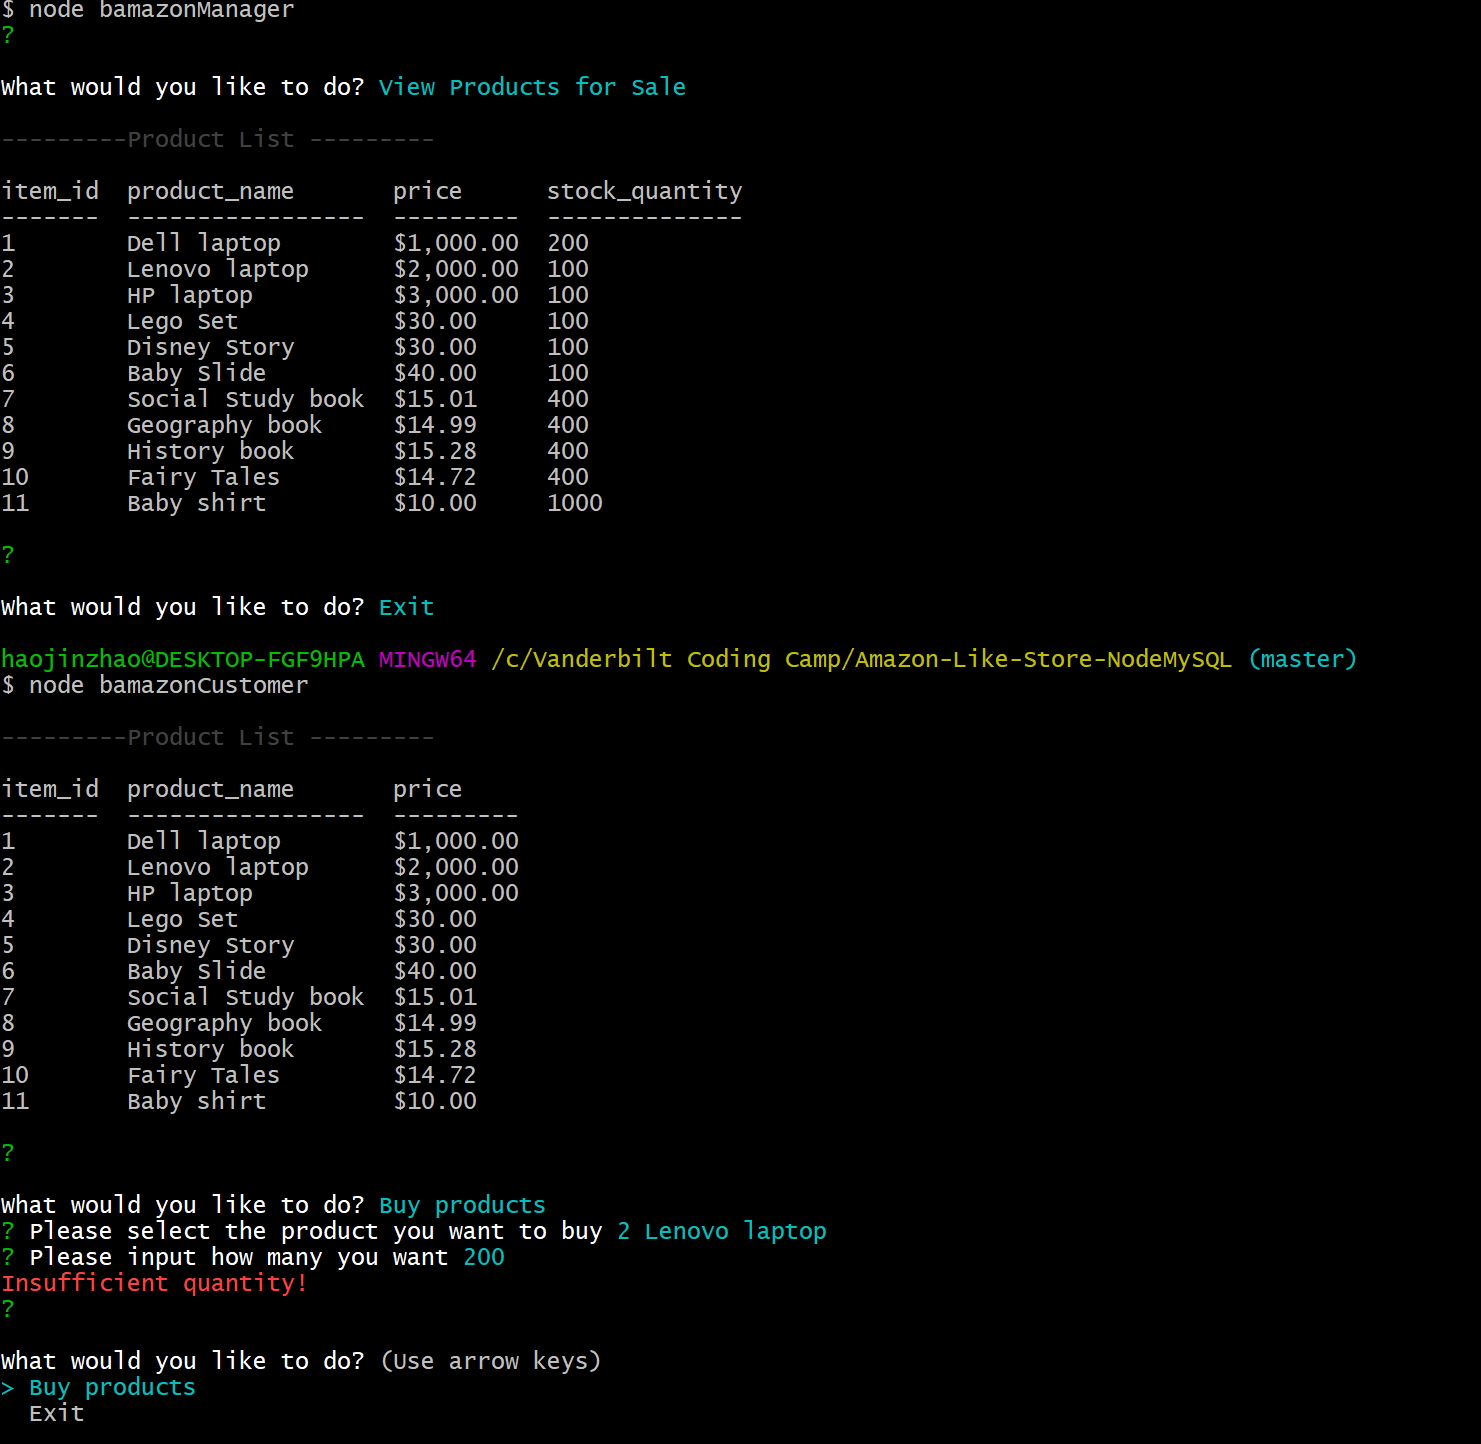 $ node bamazonManager
?
What would you like to do? View Products for Sale
---------Product List ---------
item_id  product_name       price      stock_quantity
-------  -----------------  ---------  --------------
1        Dell laptop        $1,000.00  200
2        Lenovo laptop      $2,000.00  100
3        HP laptop          $3,000.00  100
4        Lego Set           $30.00     100
5        Disney Story       $30.00     100
6        Baby Slide         $40.00     100
7        Social Study book  $15.01     400
8        Geography book     $14.99     400
9        History book       $15.28     400
10       Fairy Tales        $14.72     400
11       Baby shirt         $10.00     1000
?
What would you like to do? Exit
haojinzhao@DESKTOP-FGF9HPA MINGW64 /c/Vanderbilt Coding Camp/Amazon-Like-Store-NodeMySQL (master)
$ node bamazonCustomer
---------Product List ---------
item_id  product_name       price
-------  -----------------  ---------
1        Dell laptop        $1,000.00
2        Lenovo laptop      $2,000.00
3        HP laptop          $3,000.00
4        Lego Set           $30.00
5        Disney Story       $30.00
6        Baby Slide         $40.00
7        Social Study book  $15.01
8        Geography book     $14.99
9        History book       $15.28
10       Fairy Tales        $14.72
11       Baby shirt         $10.00
?
What would you like to do? Buy products
? Please select the product you want to buy 2 Lenovo laptop
? Please input how many you want 200
Insufficient quantity!
?
What would you like to do? (Use arrow keys)
> Buy products
  Exit